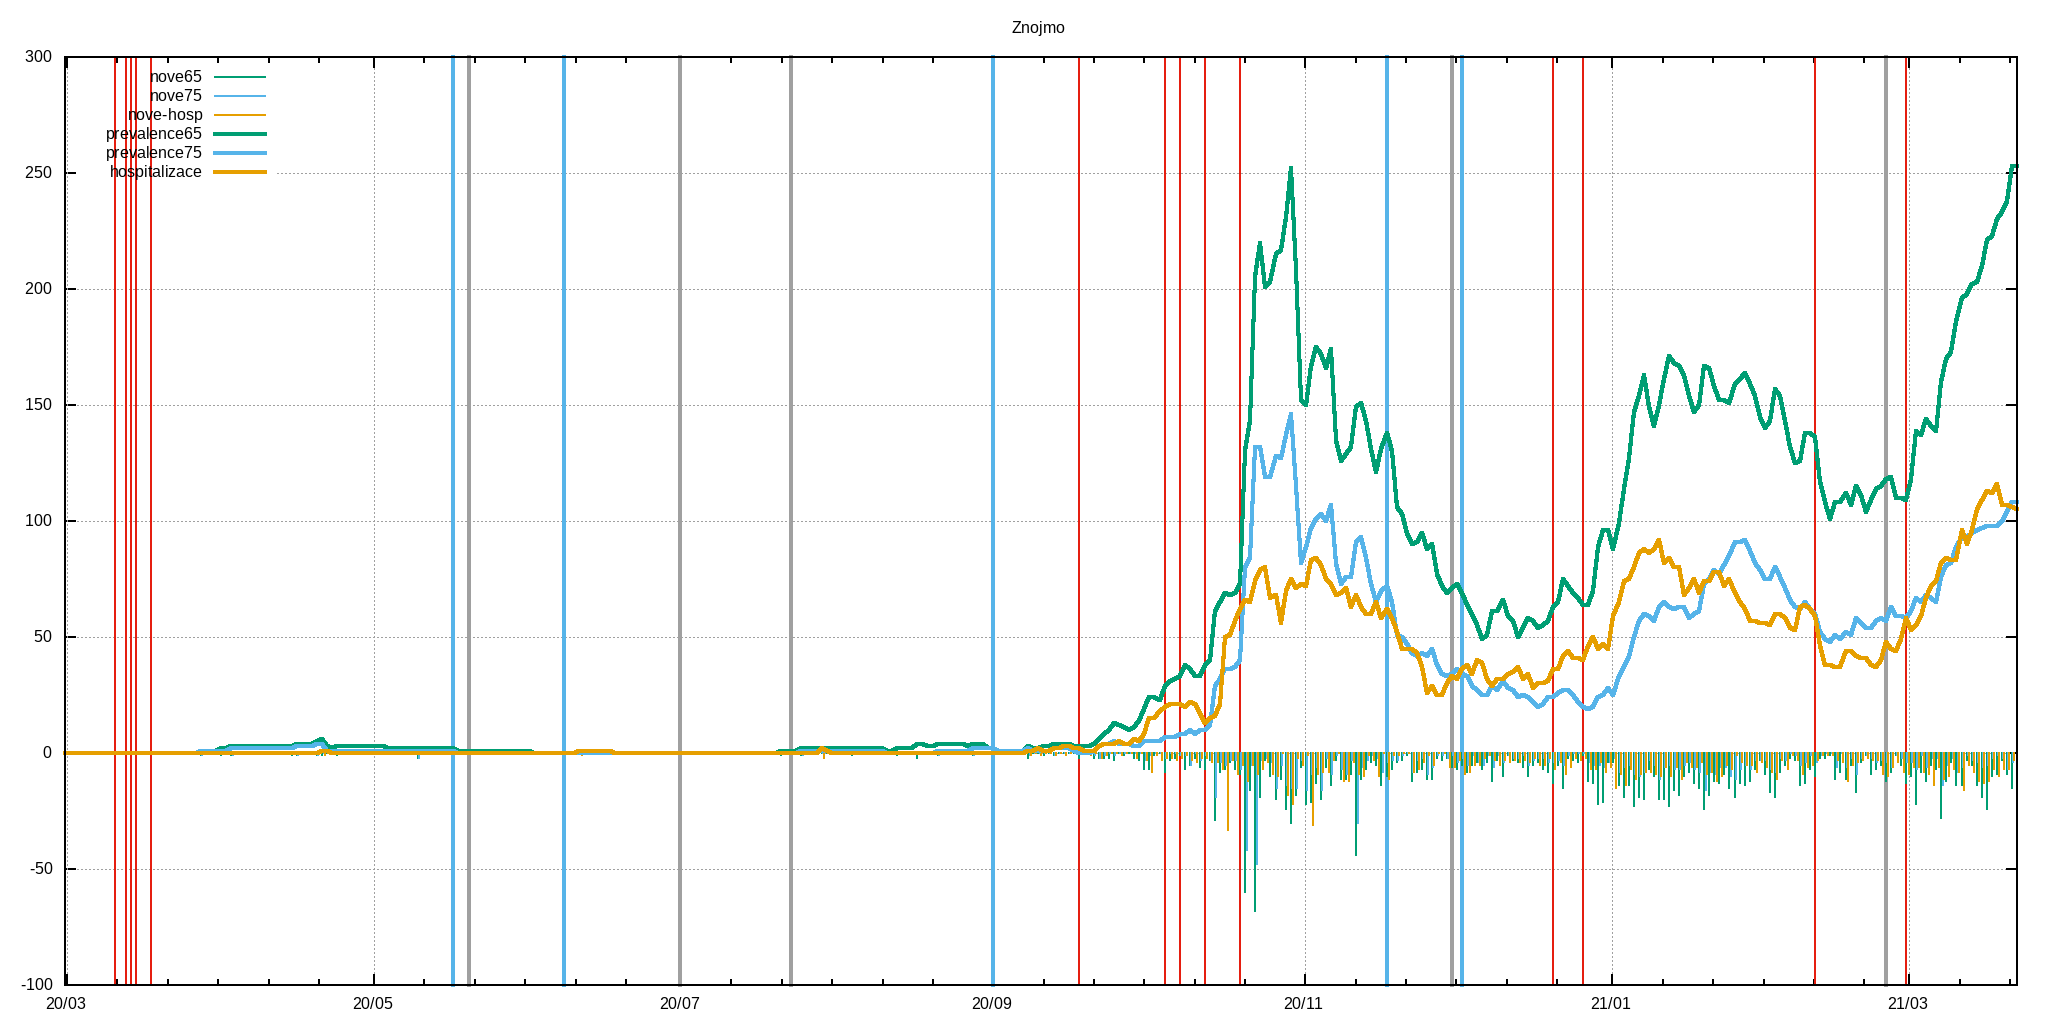 Znojmo
300
nove65
nove75
nove-hosp
prevalence65
prevalence75
hospitalizace
250
200
150
100
50
0
-50
-100
20/03 20/05 20/07 20/09 20/11 21/01 21/03